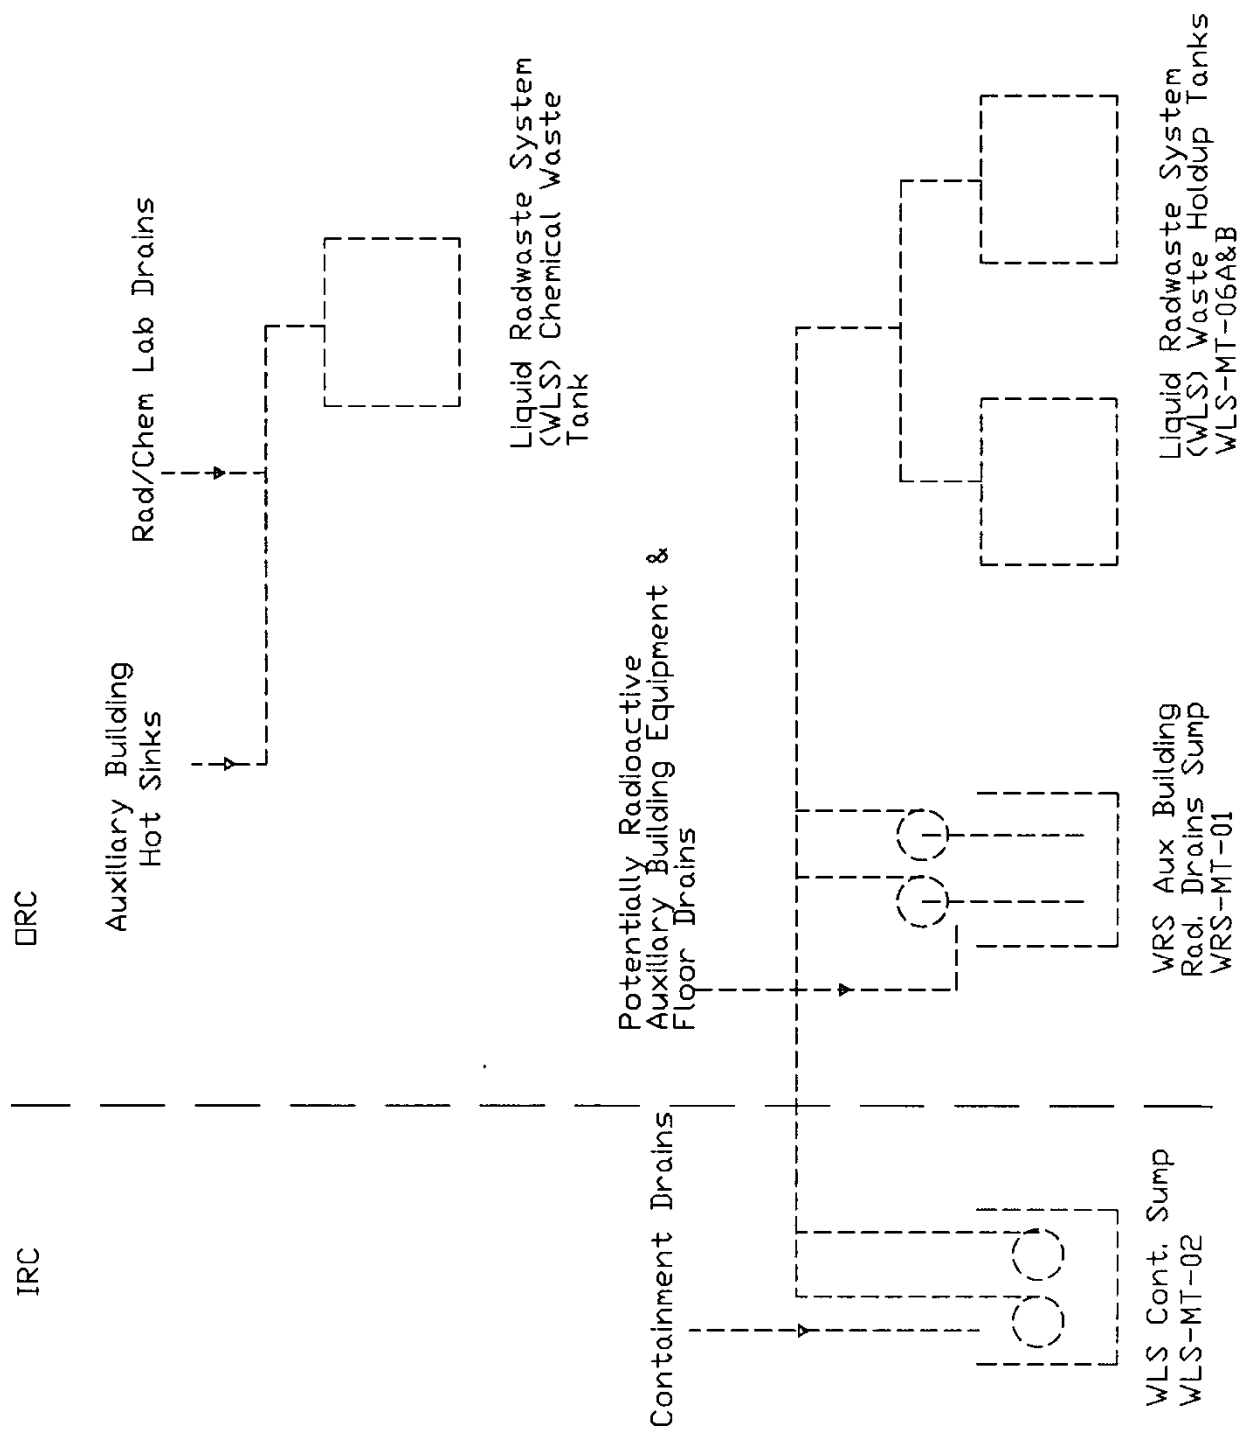 IRC
ORC
Auxiliary Building
Hot Sinks
Rad/Chem Lab Drains
Liquid Radwaste System
(WLS) Chemical Waste
Tank
Containment Drains
Potentially Radioactive
Auxiliary Building Equipment &
Floor Drains
WLS Cont. Sump
WLS-MT-02
WRS Aux Building
Rad. Drains Sump
WRS-MT-01
Liquid Radwaste System
(WLS) Waste Holdup Tanks
WLS-MT-06A&B